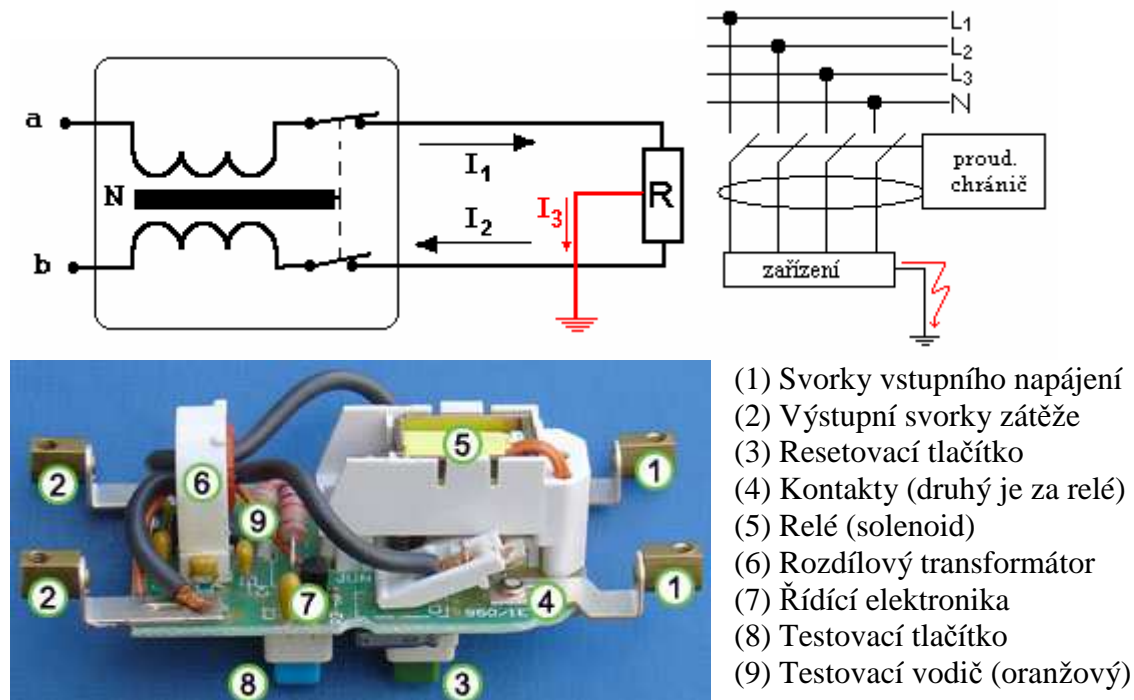 a
N
b
I1
I2
I3
R
L1
L2
L3
N
proud.
chránič
zařízení
(1) Svorky vstupního napájení
(2) Výstupní svorky zátěže
(3) Resetovací tlačítko
(4) Kontakty (druhý je za relé)
(5) Relé (solenoid)
(6) Rozdílový transformátor
(7) Řídící elektronika
(8) Testovací tlačítko
(9) Testovací vodič (oranžový)
2
6
9
5
1
2
7
4
1
8
3
JUN